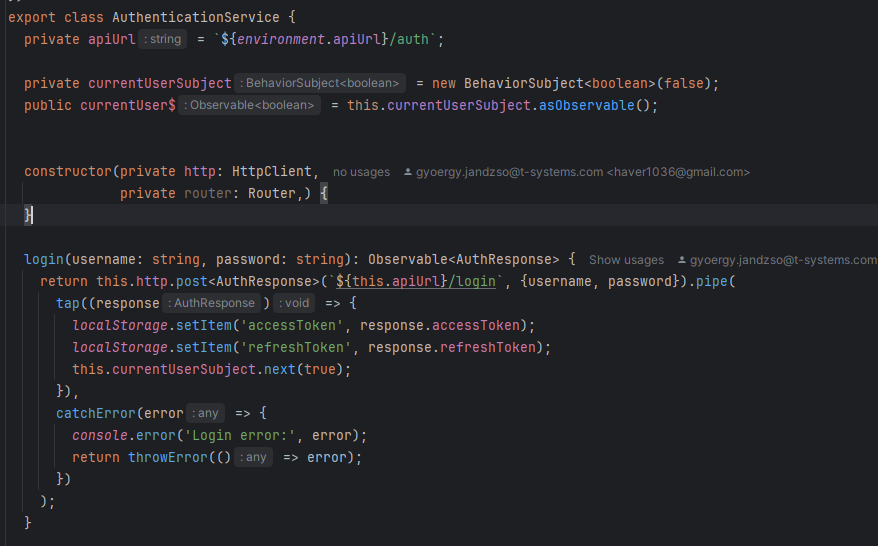 export class AuthenticationService {
private apiUrl : string = `${environment.apiUrl}/auth`;
private currentUserSubject : BehaviorSubject<boolean> = new BehaviorSubject<boolean>(false);
public currentUser$ : Observable<boolean> = this.currentUserSubject.asObservable();
constructor(private http: HttpClient, no usages gyoergy.jandzso@t-systems.com <haver1036@gmail.com>
private router: Router,) {
}
login(username: string, password: string): Observable<AuthResponse> { Show usages gyoergy.jandzso@t-systems.com
return this.http.post<AuthResponse>(`${this.apiUrl}/login`, {username, password}).pipe(
tap((response : AuthResponse ) : void => {
localStorage.setItem('accessToken', response.accessToken);
localStorage.setItem('refreshToken', response.refreshToken);
this.currentUserSubject.next(true);
}),
catchError(error : any => {
console.error('Login error:', error);
return throwError(() : any => error);
})
);
}